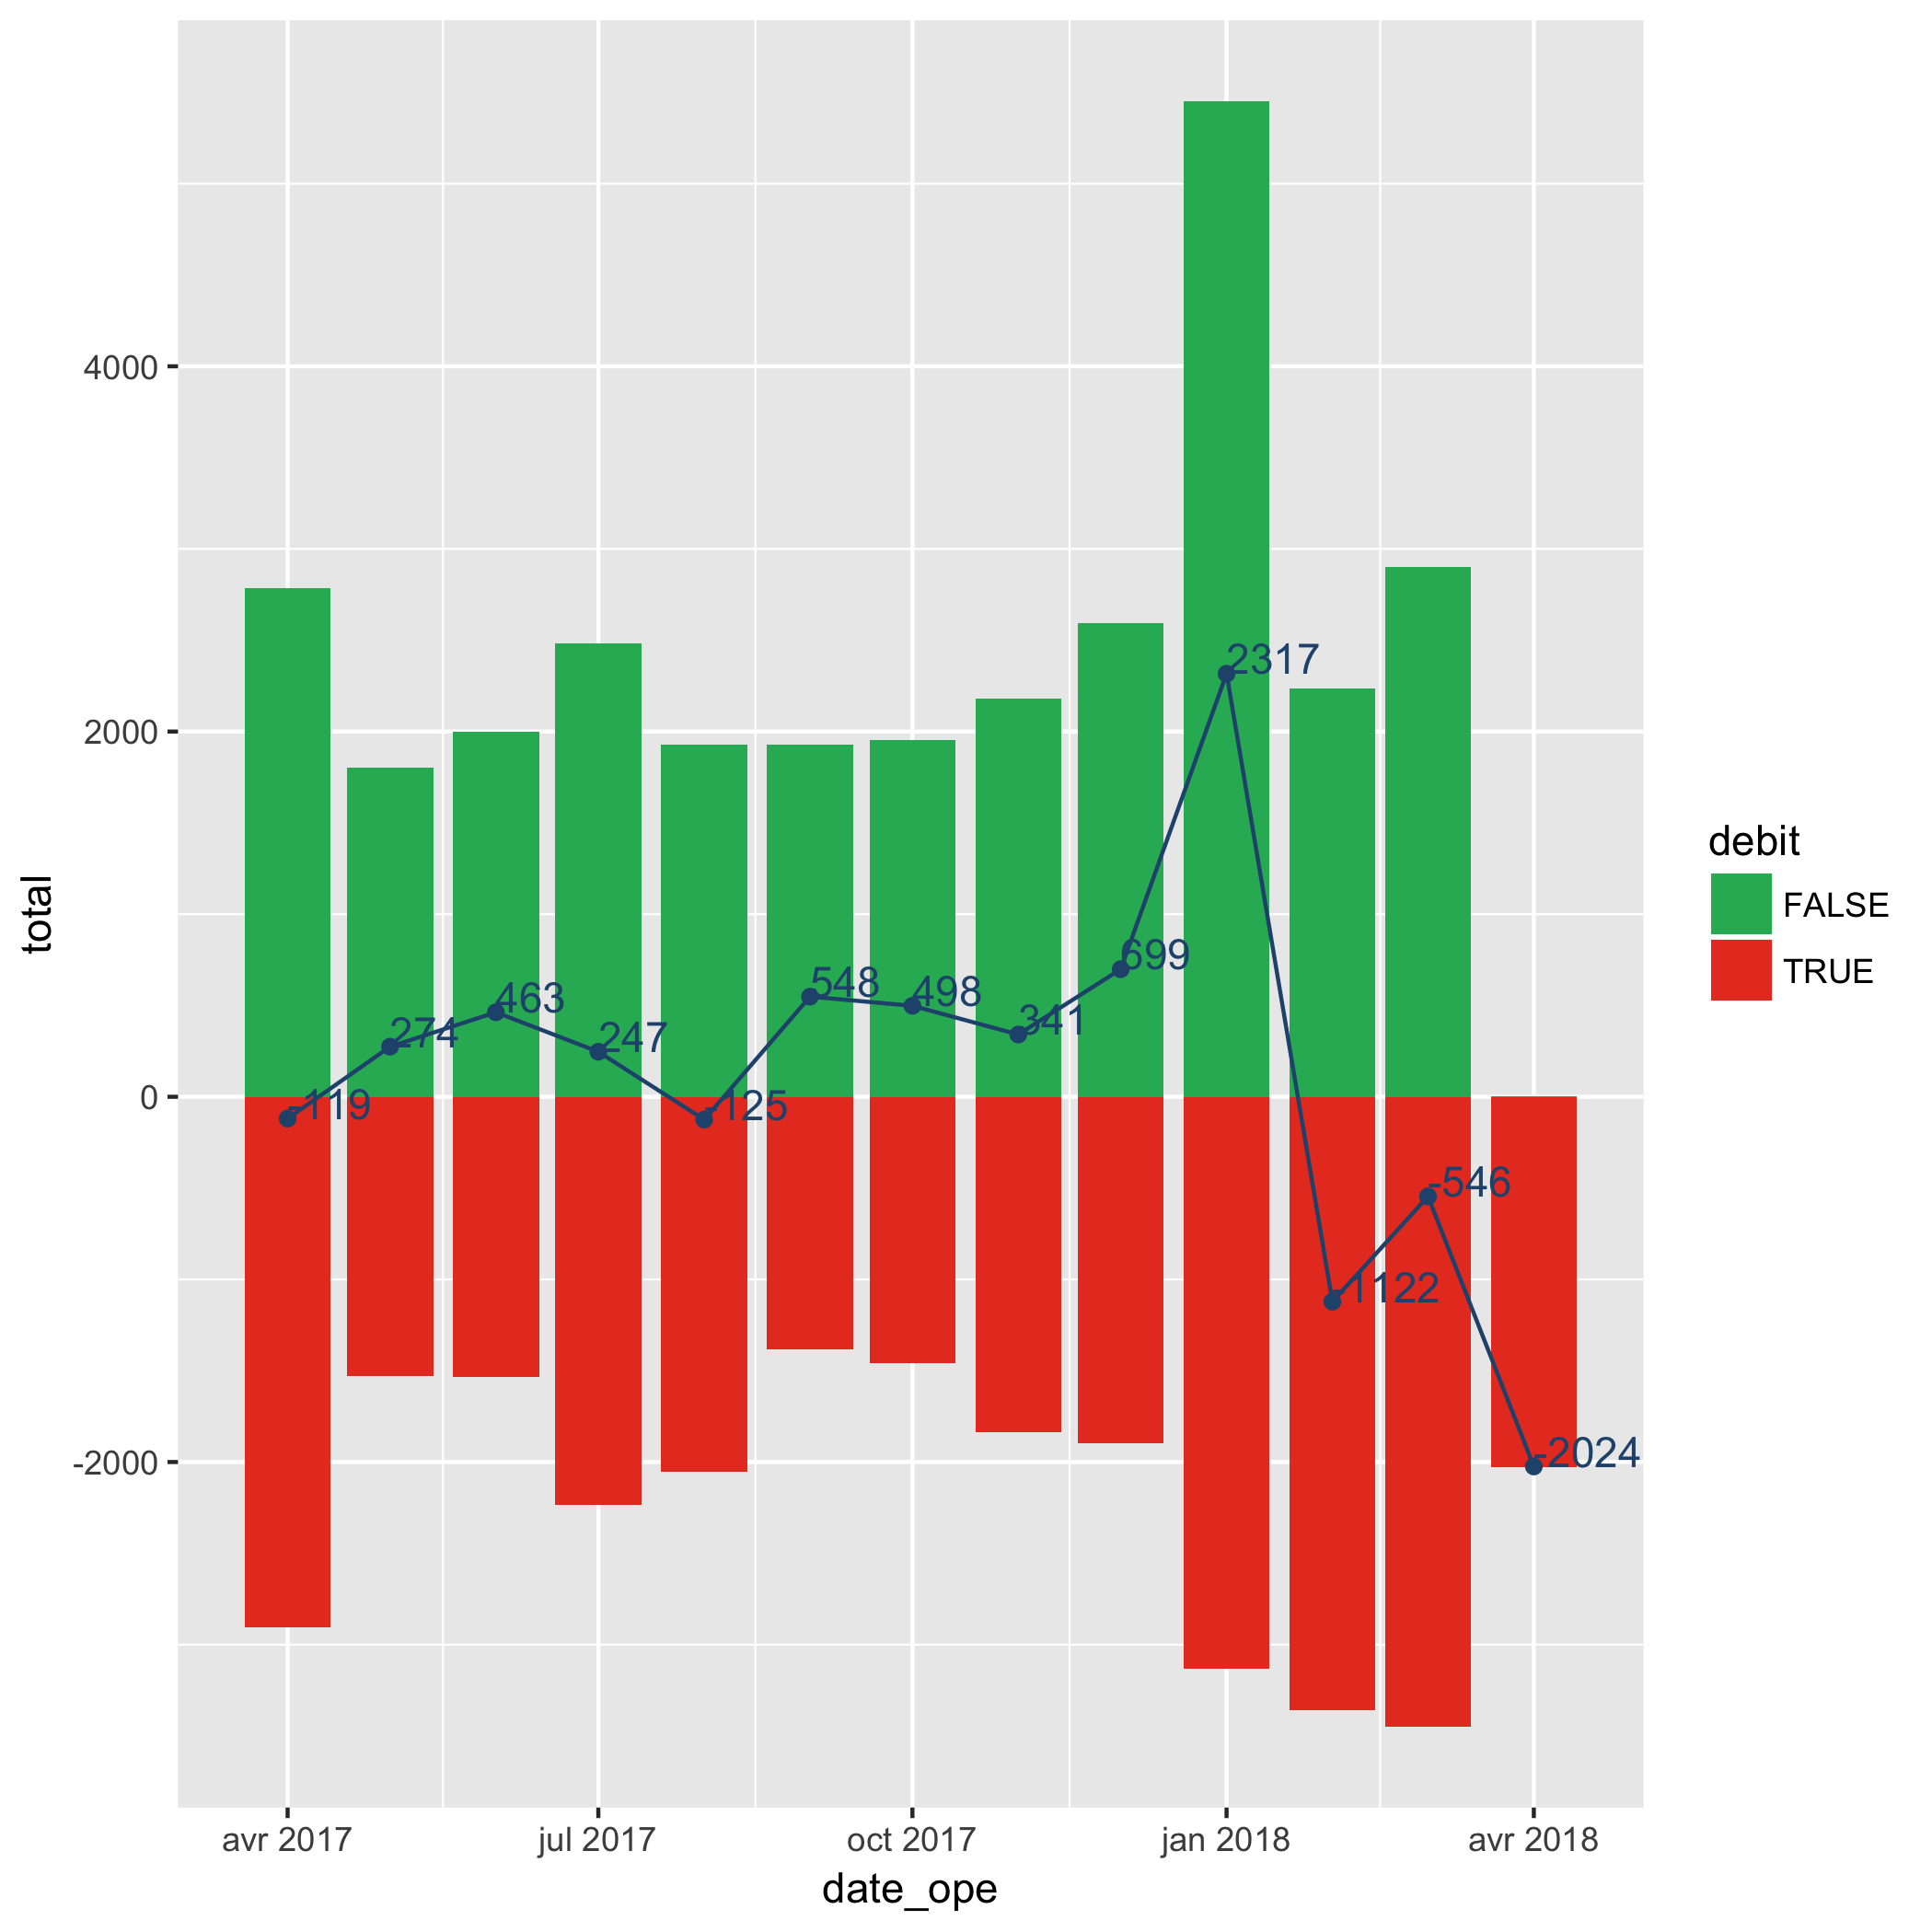 4000
2000
0
-2000
total
2317
699
548
498
463
341
274
247
-119
-125
-546
-1122
-2024
avr 2017
jul 2017
oct 2017
jan 2018
avr 2018
date_ope
debit
FALSE
TRUE